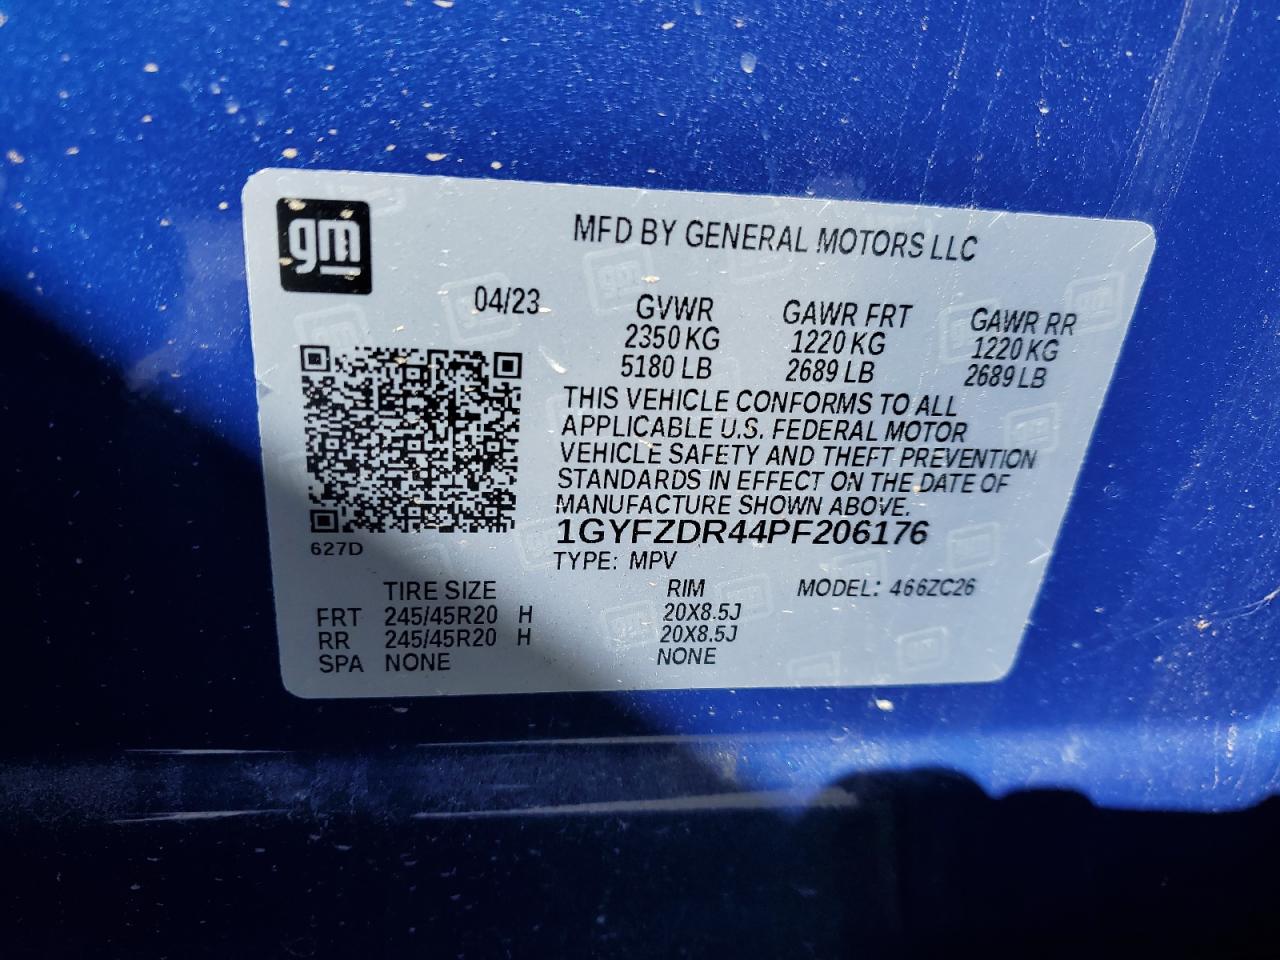 gm
MFD BY GENERAL MOTORS LLC
04/23
GVWR GAWR FRT GAWR RR
2350 KG 1220 KG 1220 KG
5180 LB 2689 LB 2689 LB
THIS VEHICLE CONFORMS TO ALL
APPLICABLE U.S. FEDERAL MOTOR
VEHICLE SAFETY AND THEFT PREVENTION
STANDARDS IN EFFECT ON THE DATE OF
MANUFACTURE SHOWN ABOVE.
1GYFZDR44PF206176
627D
TYPE: MPV
TIRE SIZE RIM MODEL: 466ZC26
FRT 245/45R20 H 20X8.5J
RR 245/45R20 H 20X8.5J
SPA NONE NONE